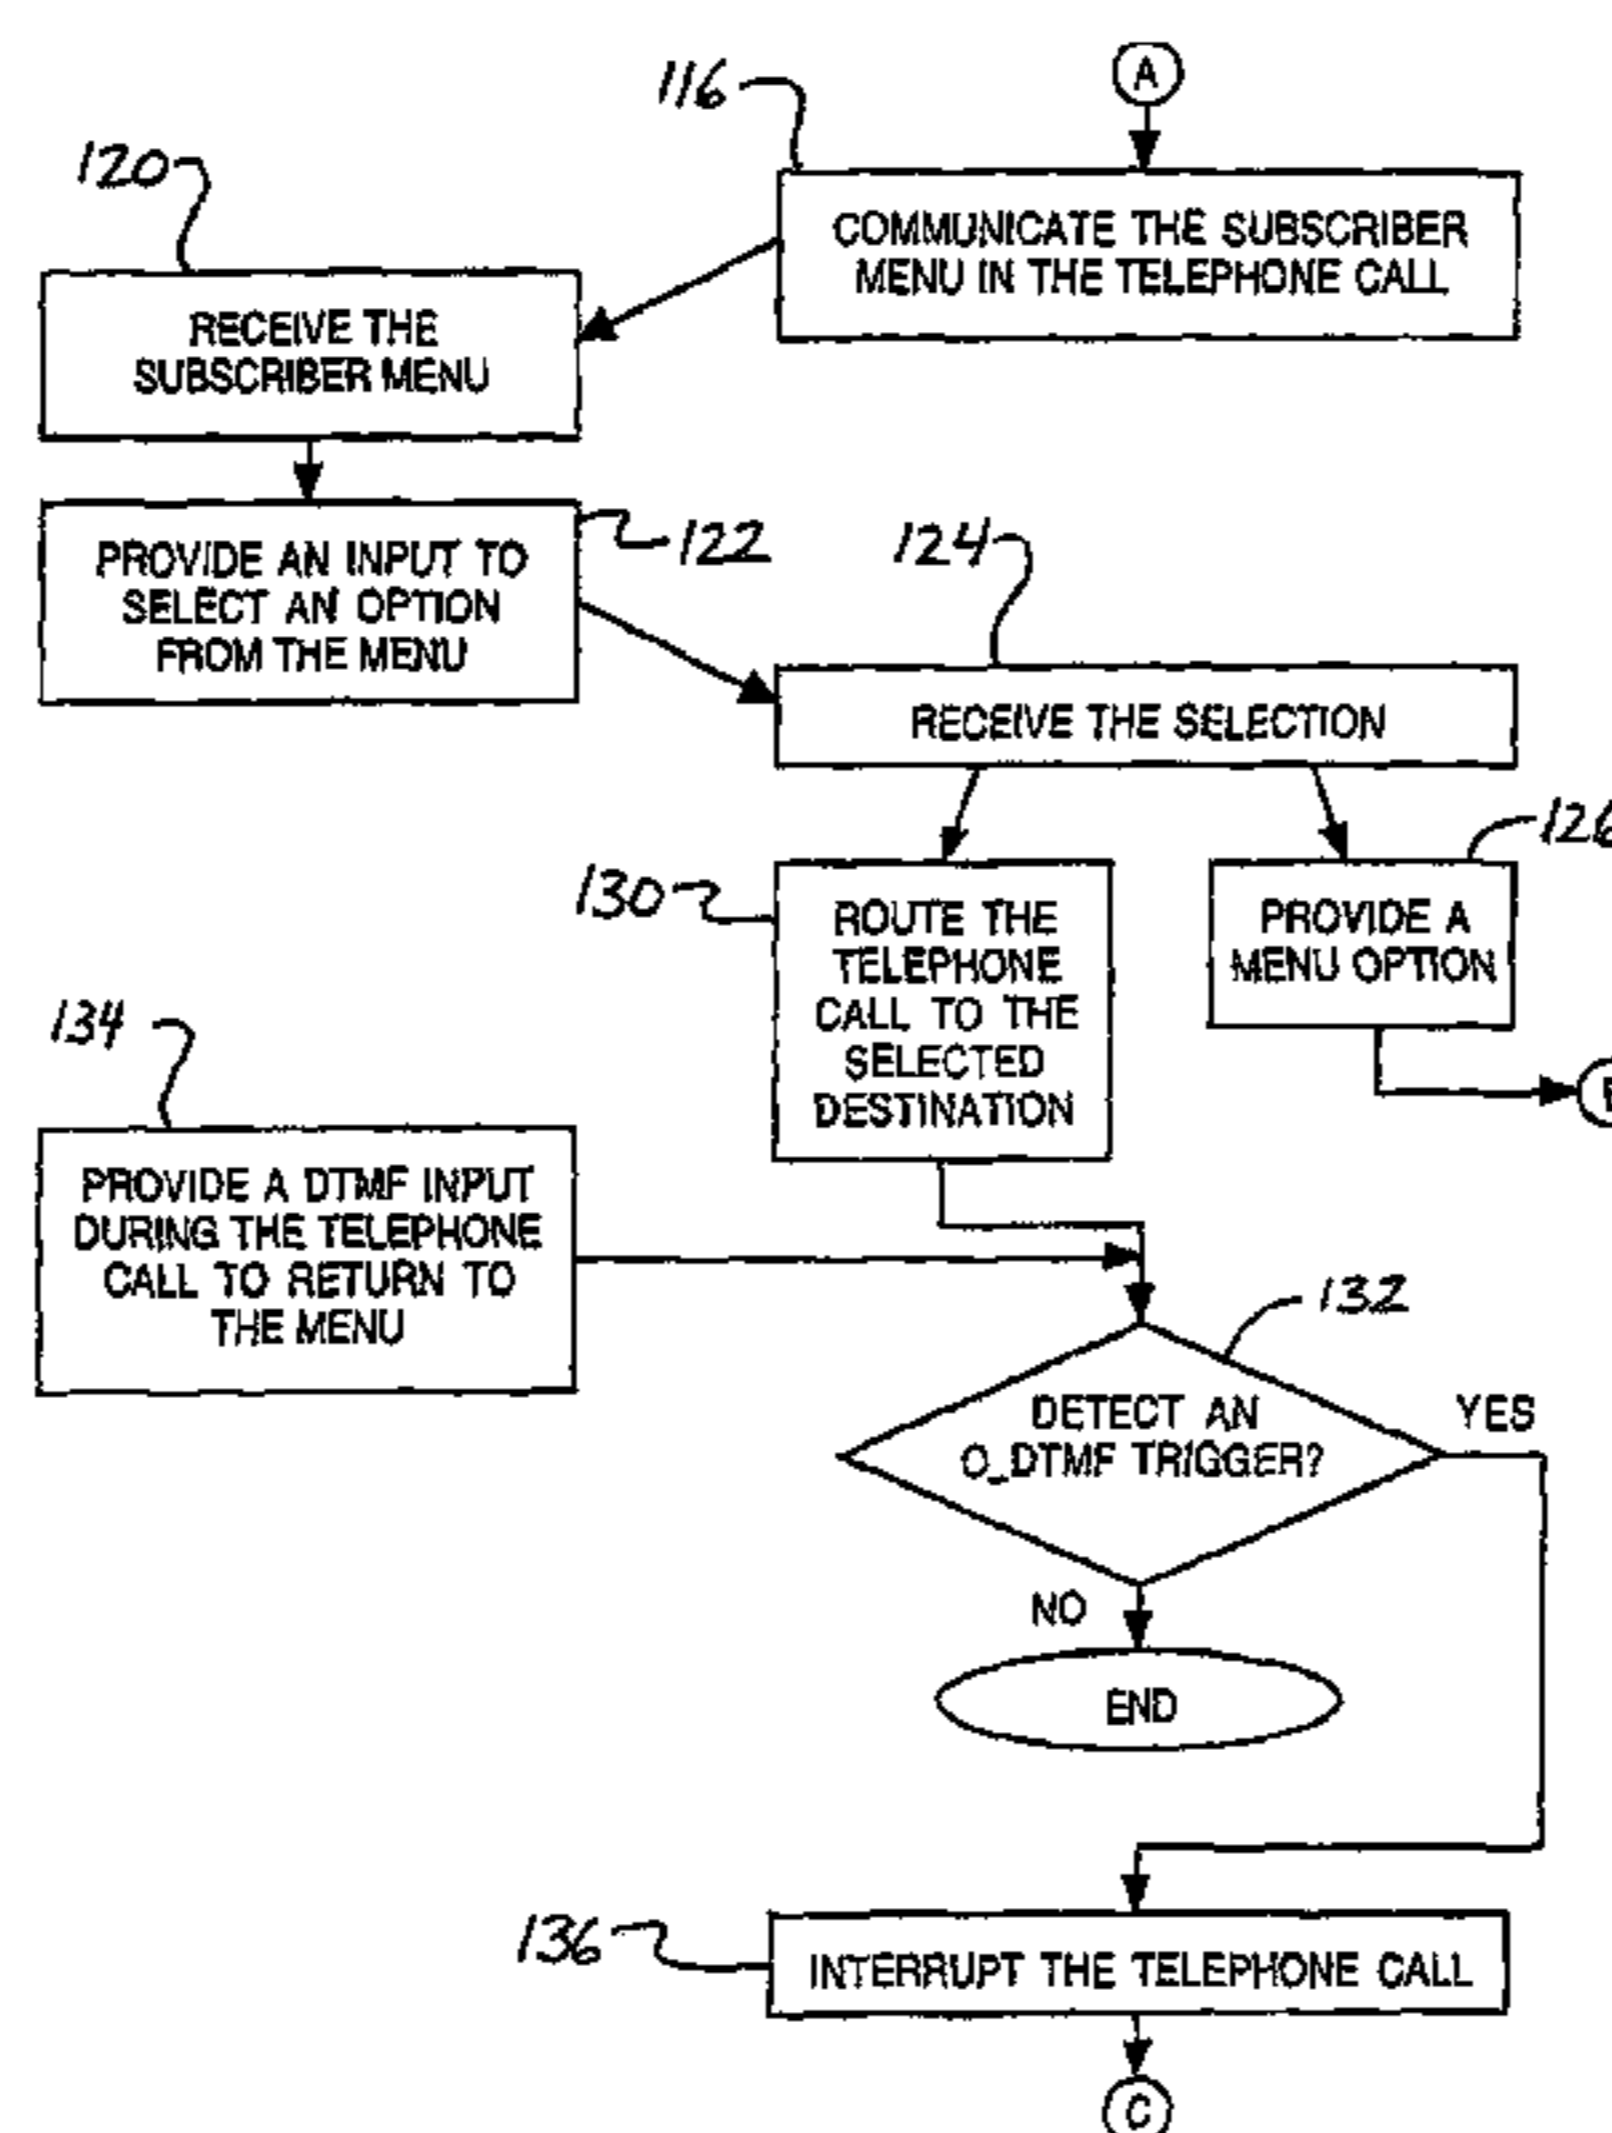 A
116
120
COMMUNICATE THE SUBSCRIBER
MENU IN THE TELEPHONE CALL
RECEIVE THE
SUBSCRIBER MENU
122
124
PROVIDE AN INPUT TO
SELECT AN OPTION
FROM THE MENU
RECEIVE THE SELECTION
126
130
ROUTE THE
TELEPHONE
CALL TO THE
SELECTED
DESTINATION
PROVIDE A
MENU OPTION
134
PROVIDE A DTMF INPUT
DURING THE TELEPHONE
CALL TO RETURN TO
THE MENU
132
DETECT AN
O_DTMF TRIGGER?
YES
NO
END
136
INTERRUPT THE TELEPHONE CALL
C